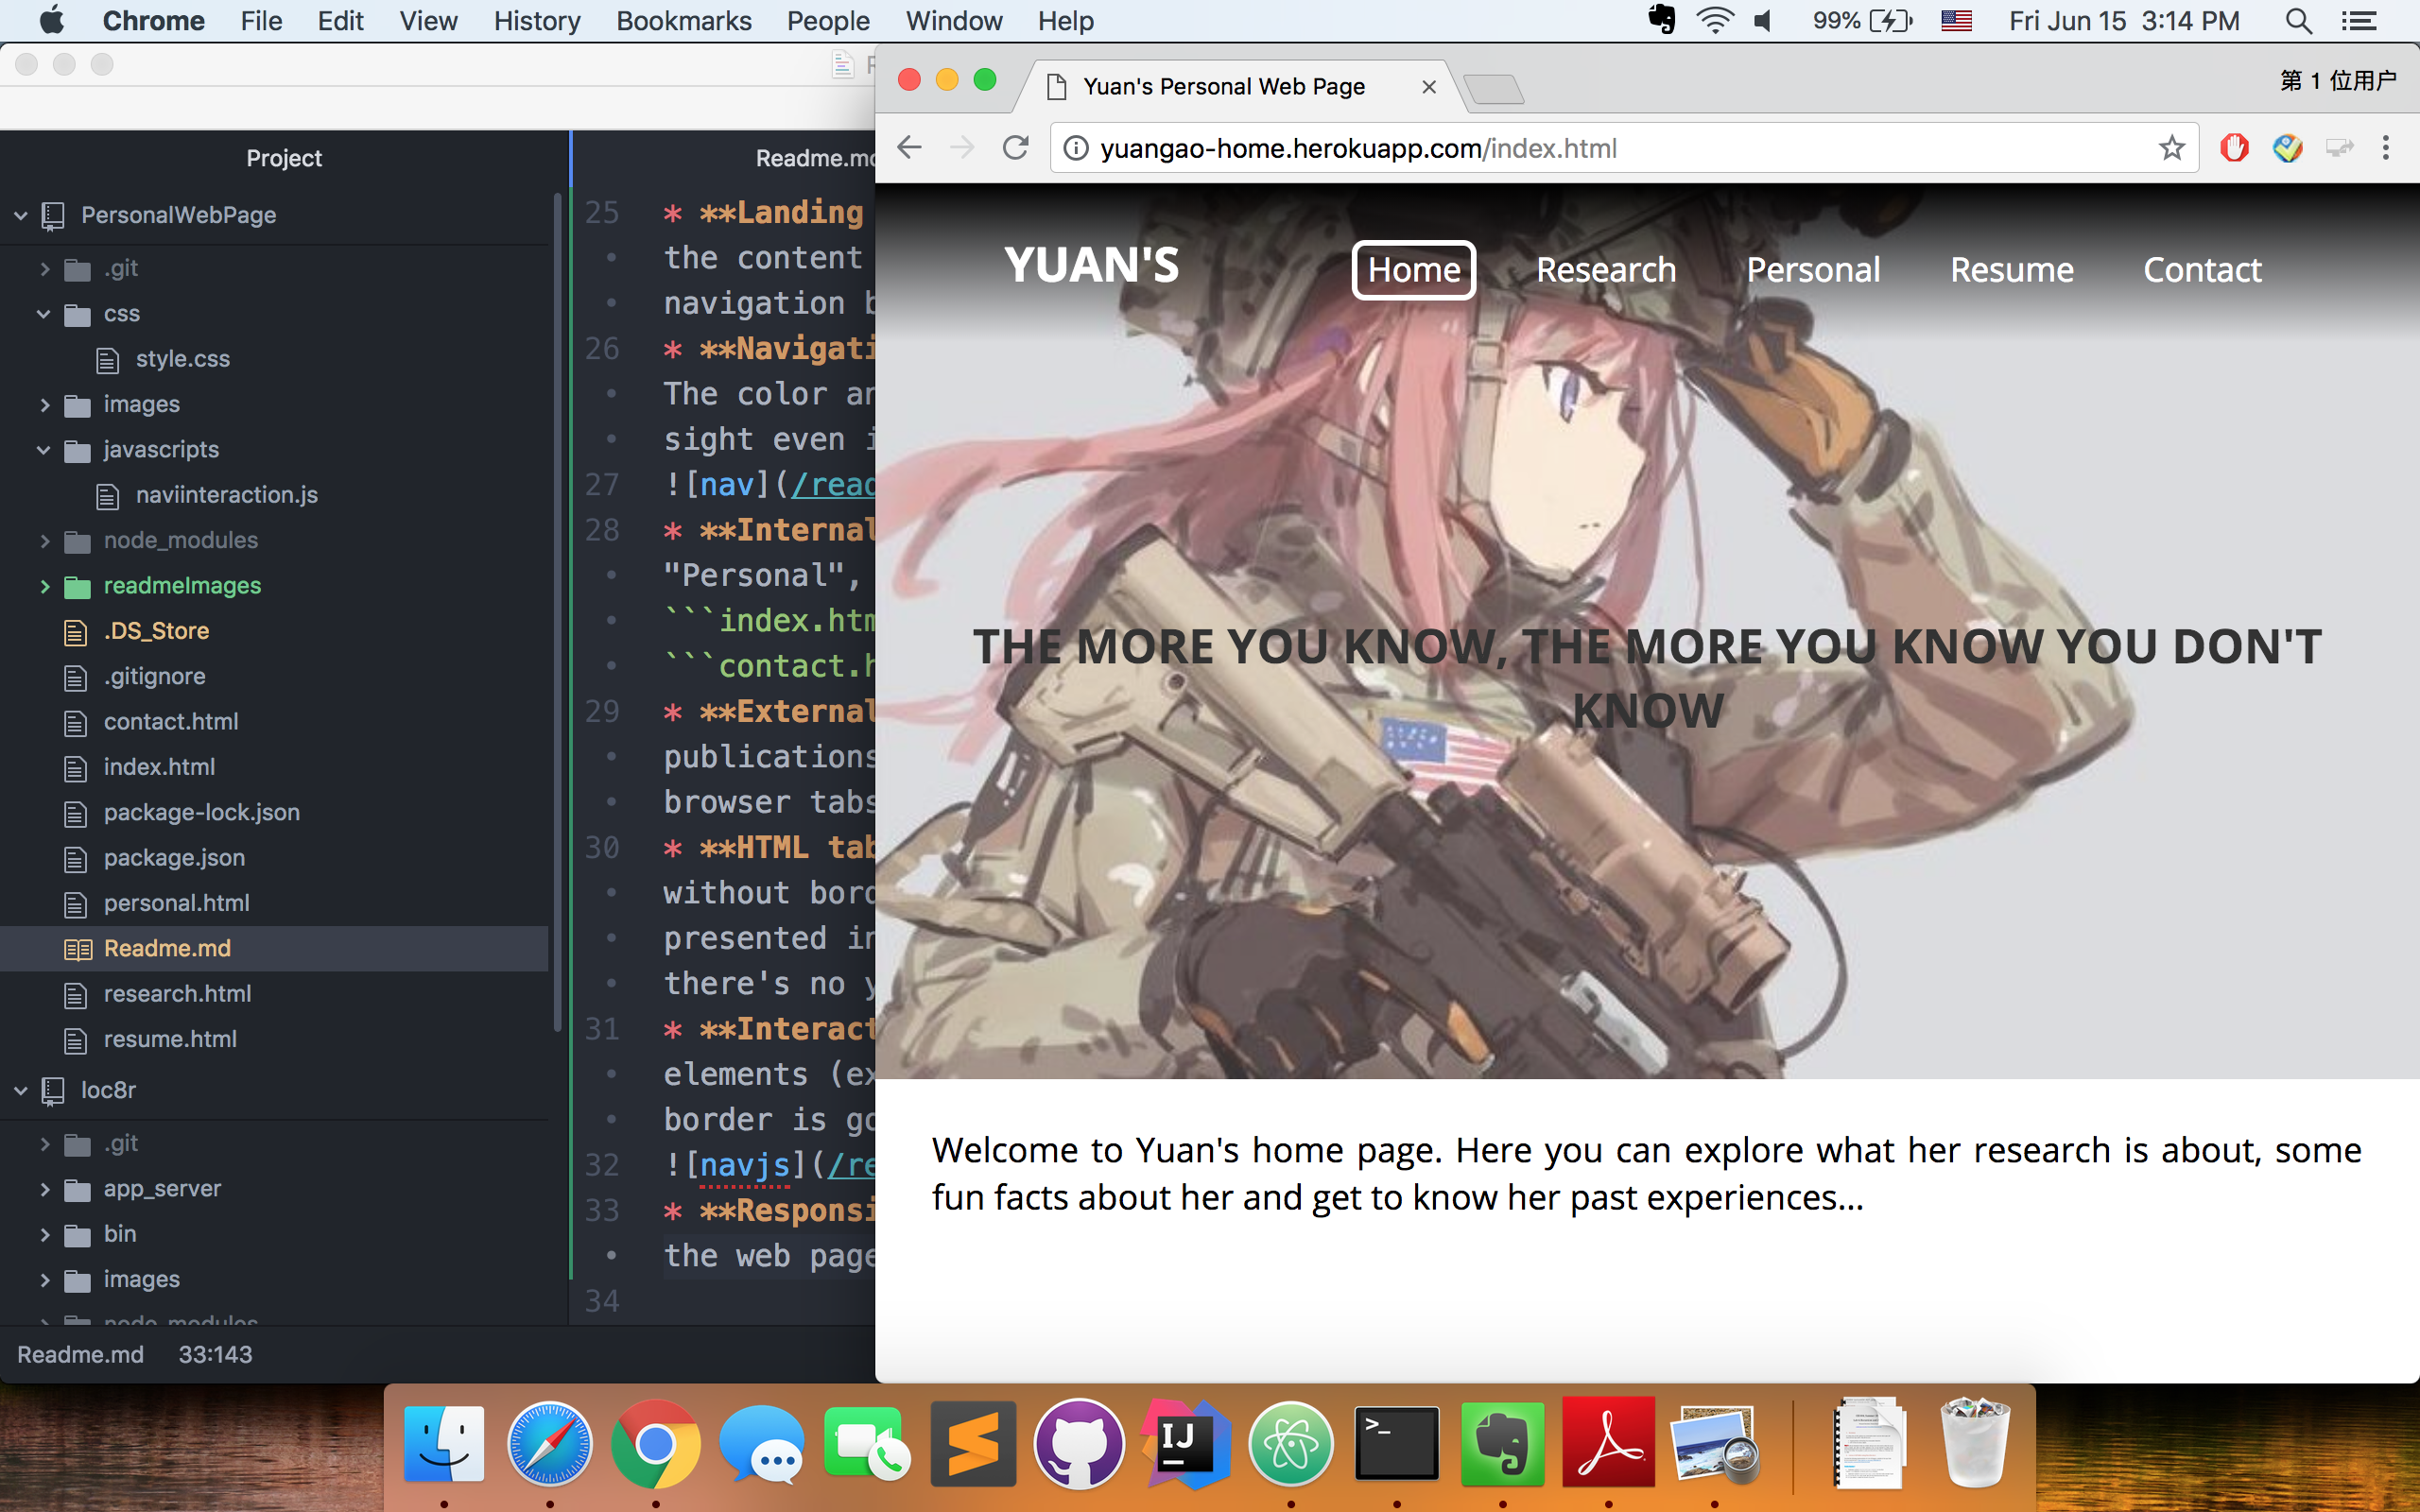 Chrome File Edit View History Bookmarks People Window Help 99% Fri Jun 15 3:14 PM
Project
PersonalWebPage
.git
css
style.css
images
javascripts
naviinteraction.js
node_modules
readmeImages
.DS_Store
.gitignore
contact.html
index.html
package-lock.json
package.json
personal.html
Readme.md
research.html
resume.html
loc8r
.git
app_server
bin
images
node_modules
Readme.md 33:143
25 * **Landing
the content
navigation
26 * **Navigati
The color
sight even
27 ![nav](/read
28 * **Internal
"Personal",
```index.htm
```contact.h
29 * **External
publications
browser tabs
30 * **HTML tab
without
presented
there's no
31 * **Interact
elements (ex
border is
32 ![navjs](/re
33 * **Responsi
the web page
34
Yuan's Personal Web Page
第 1 位用户
yuangao-home.herokuapp.com/index.html
YUAN'S Home Research Personal Resume Contact
THE MORE YOU KNOW, THE MORE YOU KNOW YOU DON'T
KNOW
Welcome to Yuan's home page. Here you can explore what her research is about, some
fun facts about her and get to know her past experiences...
IJ
>_